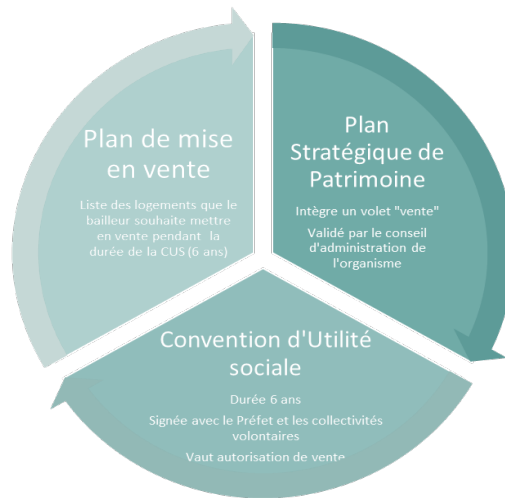 Plan de mise
en vente
Liste des logements que le
bailleur souhaite mettre
en vente pendant la
durée de la CUS (6 ans)
Plan
Stratégique de
Patrimoine
Intègre un volet "vente"
Validé par le conseil
d'administration de
l'organisme
Convention d'Utilité
sociale
Durée 6 ans
Signée avec le Préfet et les collectivités
volontaires
Vaut autorisation de vente